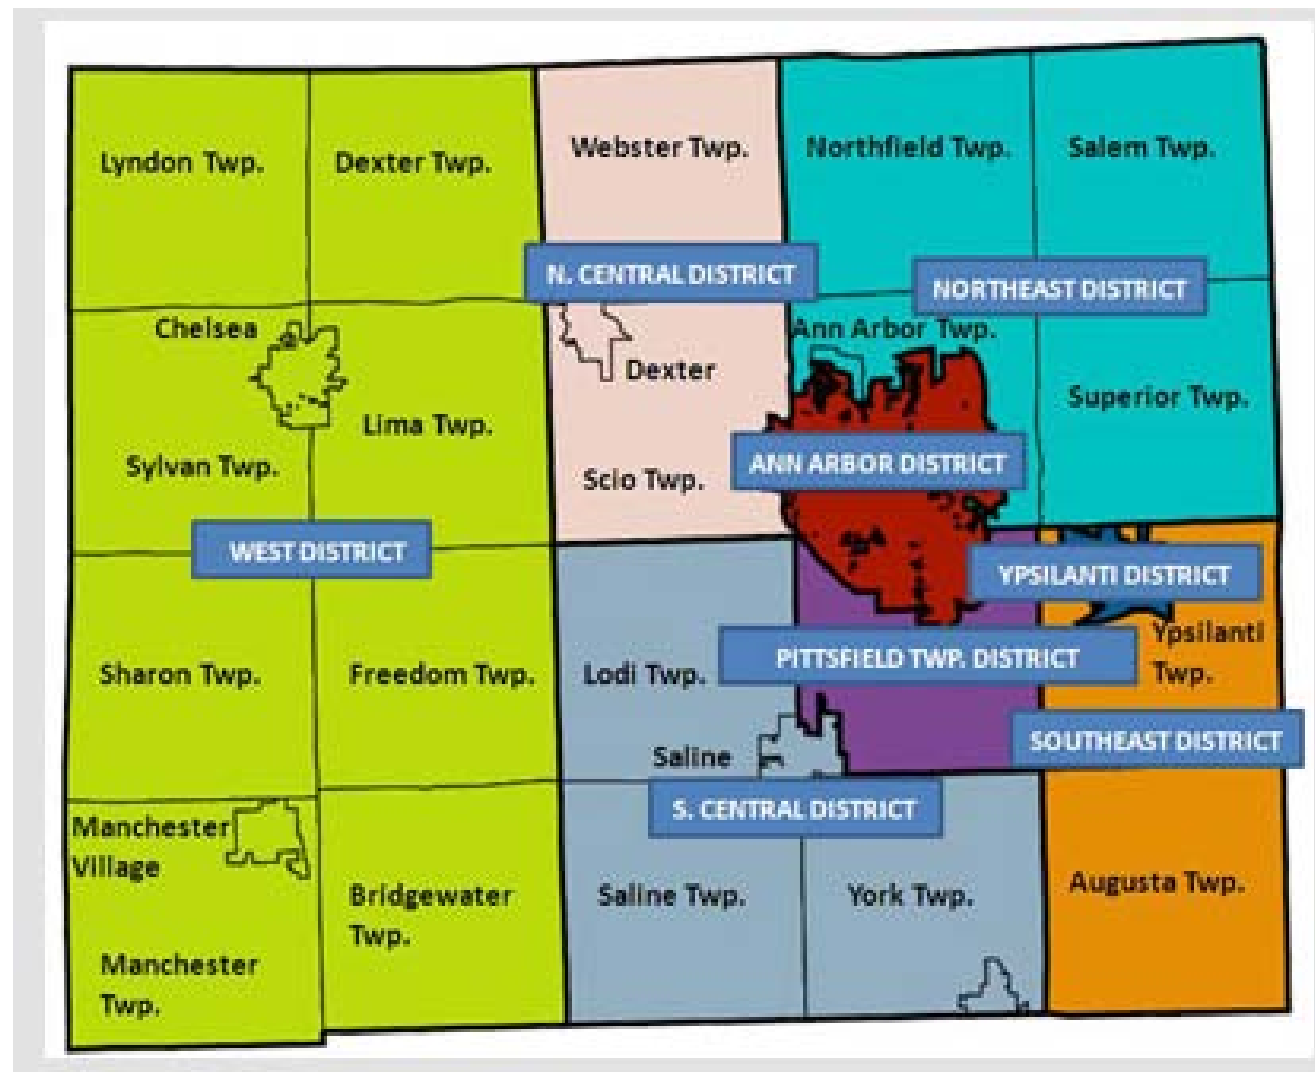 Lyndon Twp.
Dexter Twp.
Webster Twp.
Northfield Twp.
Salem Twp.
N. CENTRAL DISTRICT
NORTHEAST DISTRICT
Chelsea
Ann Arbor Twp.
Dexter
Superior Twp.
Lima Twp.
Sylvan Twp.
Scio Twp.
ANN ARBOR DISTRICT
WEST DISTRICT
YPSILANTI DISTRICT
Ypsilanti
Twp.
PITTSFIELD TWP. DISTRICT
Sharon Twp.
Freedom Twp.
Lodi Twp.
SOUTHEAST DISTRICT
Saline
S. CENTRAL DISTRICT
Manchester
Village
Bridgewater
Twp.
Saline Twp.
York Twp.
Augusta Twp.
Manchester
Twp.